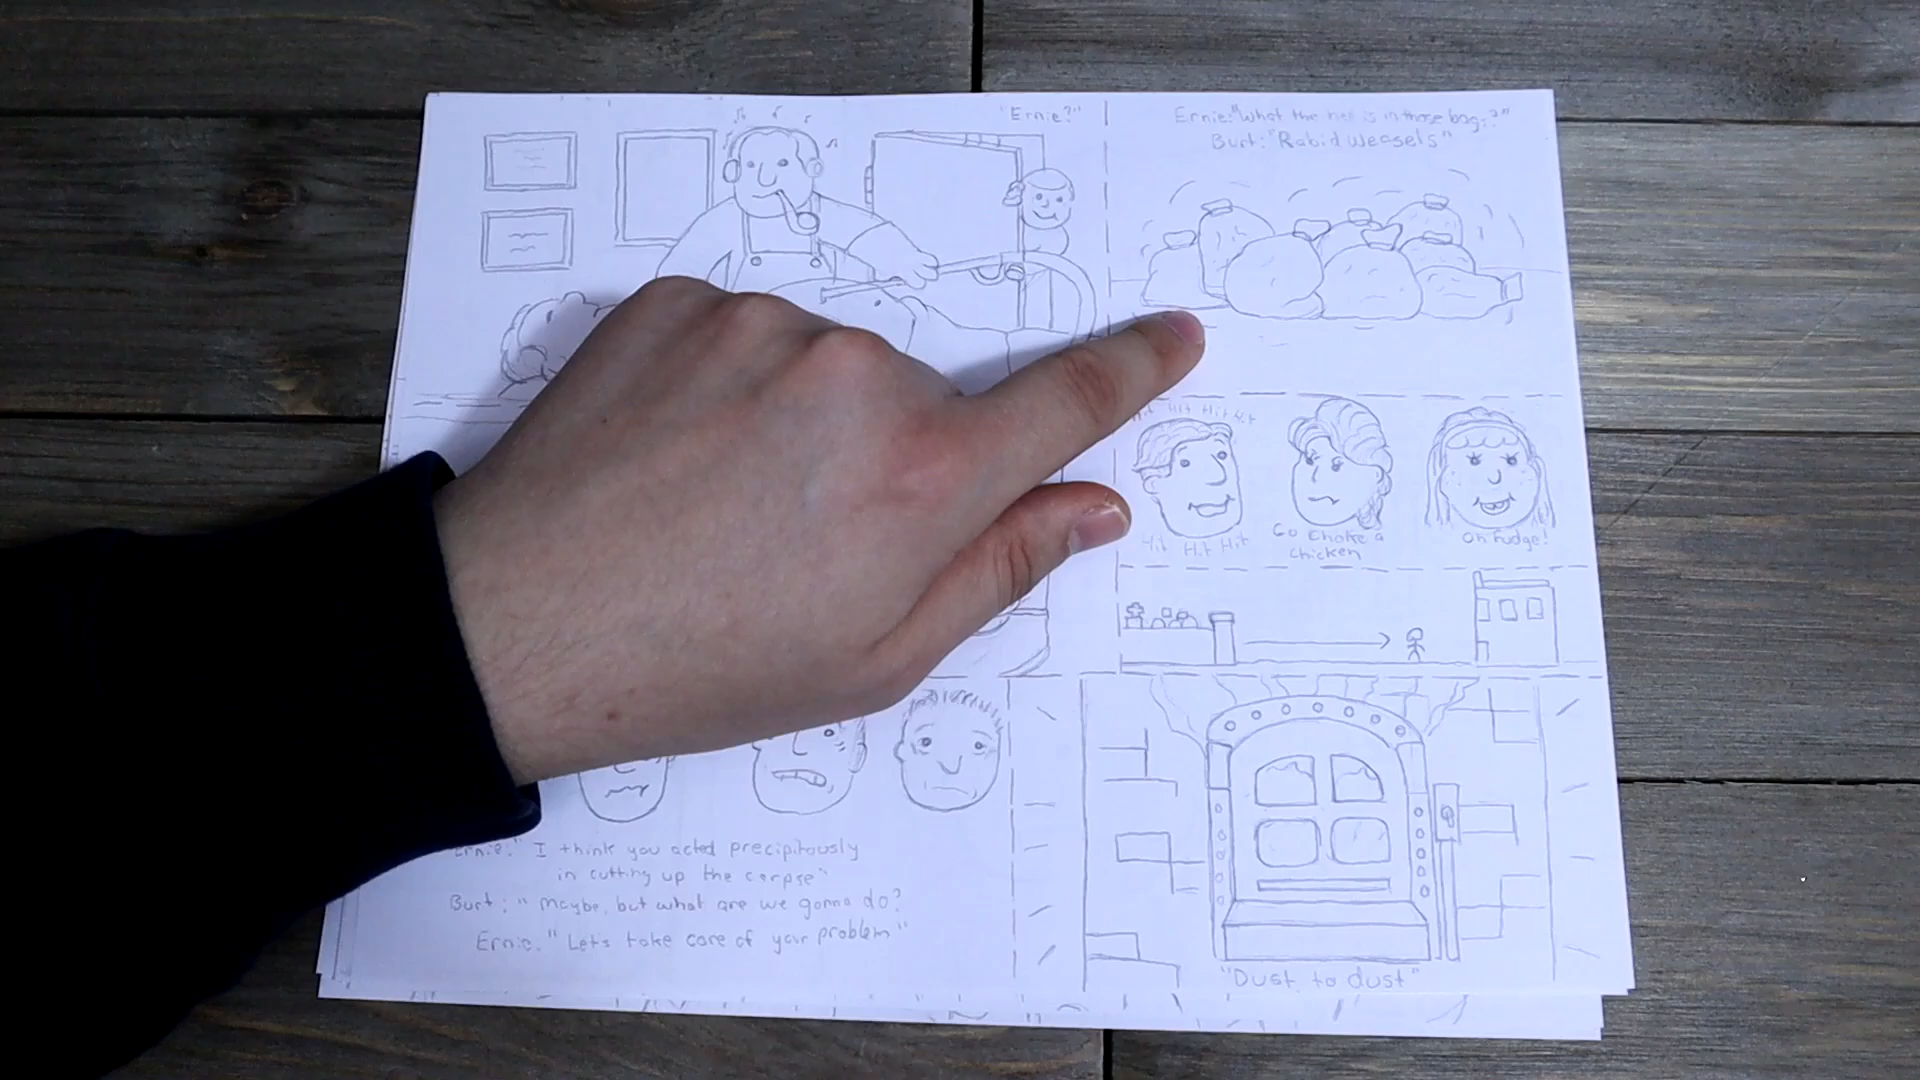 "Ernie?"
Ernie: "What the hell is in those bags?"
Burt: "Rabid Weasels"
Hit Hit Hit Hit
Hit Hit Hit
Go choke a
chicken
Oh Fudge!
Ernie: "I think you acted precipitously
in cutting up the corpse"
Burt: "Maybe, but what are we gonna do?
Ernie: "Let's take care of your problem"
"Dust to dust"